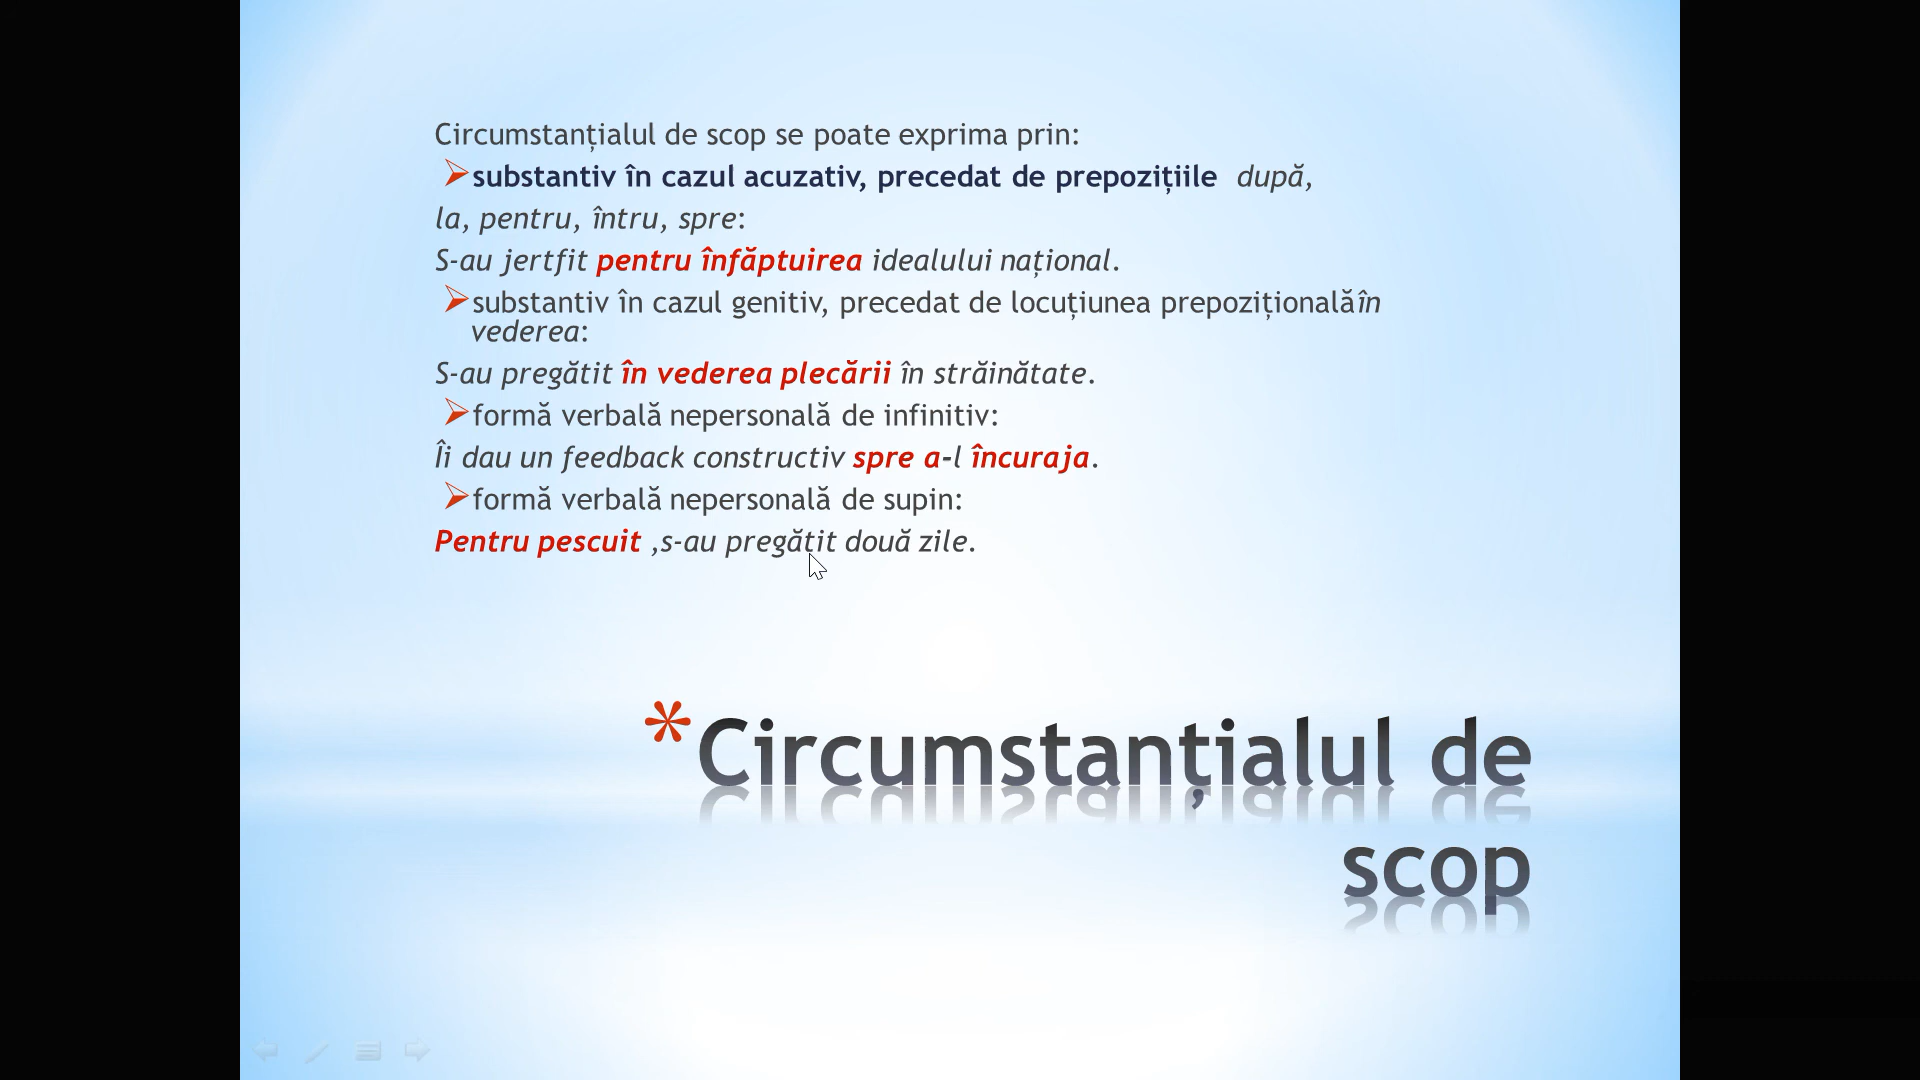 Circumstanțialul de scop se poate exprima prin:
➢substantiv în cazul acuzativ, precedat de prepozițiile după,
la, pentru, întru, spre:
S-au jertfit pentru înfăptuirea idealului național.
➢substantiv în cazul genitiv, precedat de locuțiunea prepoziționalăîn
vederea:
S-au pregătit în vederea plecării în străinătate.
➢formă verbală nepersonală de infinitiv:
Îi dau un feedback constructiv spre a-l încuraja.
➢formă verbală nepersonală de supin:
Pentru pescuit ,s-au pregătit două zile.
*Circumstanțialul de
scop